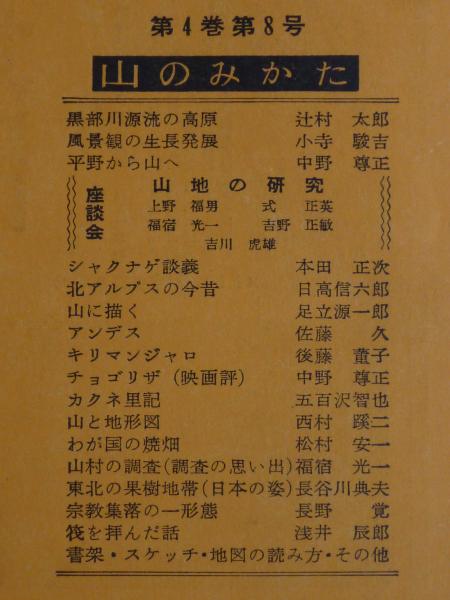 第4巻第8号
山のみかた
黒部川源流の高原 辻村 太郎
風景観の生長発展 小寺 駿吉
平野から山へ 中野 尊正
座談会 山地の研究
上野 福男 式 正英
福宿 光一 吉野 正敏
吉川 虎雄
シャクナゲ談義 本田 正次
北アルプスの今昔 日高信六郎
山に描く 足立源一郎
アンデス 佐藤 久
キリマンジャロ 後藤 薫子
チョゴリザ(映画評) 中野 尊正
カクネ里記 五百沢智也
山と地形図 西村 蹊二
わが国の焼畑 松村 安一
山村の調査(調査の思い出) 福宿 光一
東北の果樹地帯(日本の姿) 長谷川典夫
宗教集落の一形態 長野 覚
筏を拝んだ話 浅井 辰郎
書架・スケッチ・地図の読み方・その他